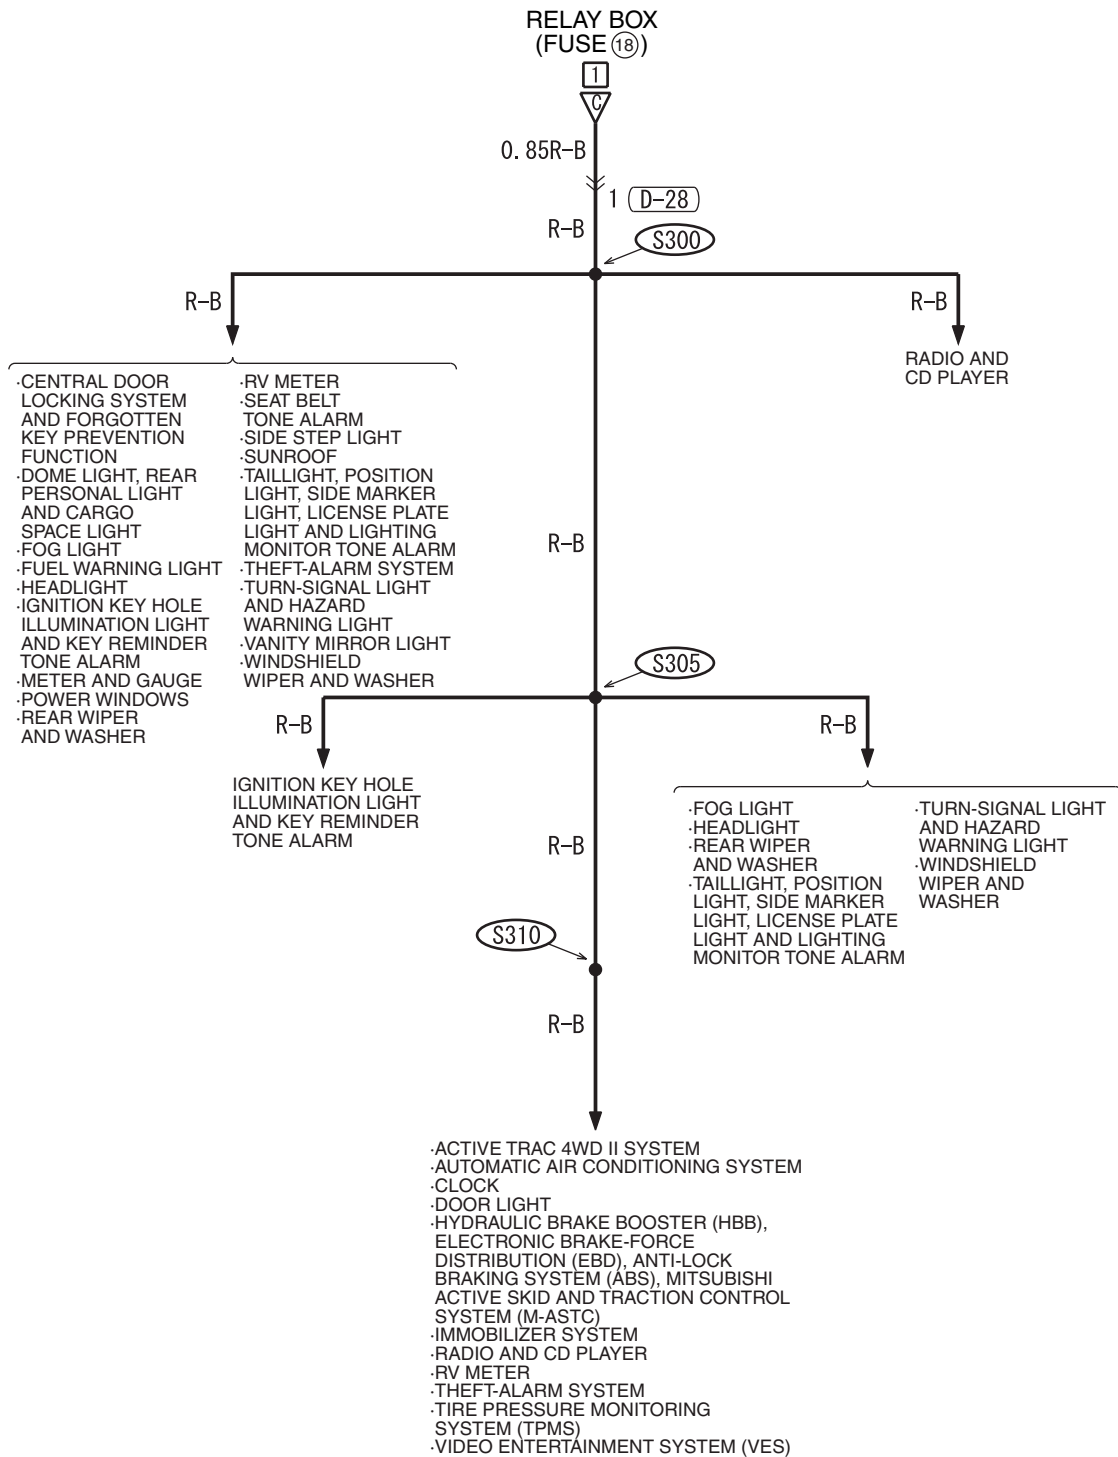 RELAY BOX
(FUSE ⑱)
1
C
0.85R-B
1 D-28
R-B
S300
R-B
R-B
RADIO AND
CD PLAYER
·CENTRAL DOOR
LOCKING SYSTEM
AND FORGOTTEN
KEY PREVENTION
FUNCTION
·DOME LIGHT, REAR
PERSONAL LIGHT
AND CARGO
SPACE LIGHT
·FOG LIGHT
·FUEL WARNING LIGHT
·HEADLIGHT
·IGNITION KEY HOLE
ILLUMINATION LIGHT
AND KEY REMINDER
TONE ALARM
·METER AND GAUGE
·POWER WINDOWS
·REAR WIPER
AND WASHER
·RV METER
·SEAT BELT
TONE ALARM
·SIDE STEP LIGHT
·SUNROOF
·TAILLIGHT, POSITION
LIGHT, SIDE MARKER
LIGHT, LICENSE PLATE
LIGHT AND LIGHTING
MONITOR TONE ALARM
·THEFT-ALARM SYSTEM
·TURN-SIGNAL LIGHT
AND HAZARD
WARNING LIGHT
·VANITY MIRROR LIGHT
·WINDSHIELD
WIPER AND WASHER
R-B
S305
R-B
R-B
IGNITION KEY HOLE
ILLUMINATION LIGHT
AND KEY REMINDER
TONE ALARM
·FOG LIGHT
·HEADLIGHT
·REAR WIPER
AND WASHER
·TAILLIGHT, POSITION
LIGHT, SIDE MARKER
LIGHT, LICENSE PLATE
LIGHT AND LIGHTING
MONITOR TONE ALARM
·TURN-SIGNAL LIGHT
AND HAZARD
WARNING LIGHT
·WINDSHIELD
WIPER AND
WASHER
R-B
S310
R-B
·ACTIVE TRAC 4WD II SYSTEM
·AUTOMATIC AIR CONDITIONING SYSTEM
·CLOCK
·DOOR LIGHT
·HYDRAULIC BRAKE BOOSTER (HBB),
ELECTRONIC BRAKE-FORCE
DISTRIBUTION (EBD), ANTI-LOCK
BRAKING SYSTEM (ABS), MITSUBISHI
ACTIVE SKID AND TRACTION CONTROL
SYSTEM (M-ASTC)
·IMMOBILIZER SYSTEM
·RADIO AND CD PLAYER
·RV METER
·THEFT-ALARM SYSTEM
·TIRE PRESSURE MONITORING
SYSTEM (TPMS)
·VIDEO ENTERTAINMENT SYSTEM (VES)